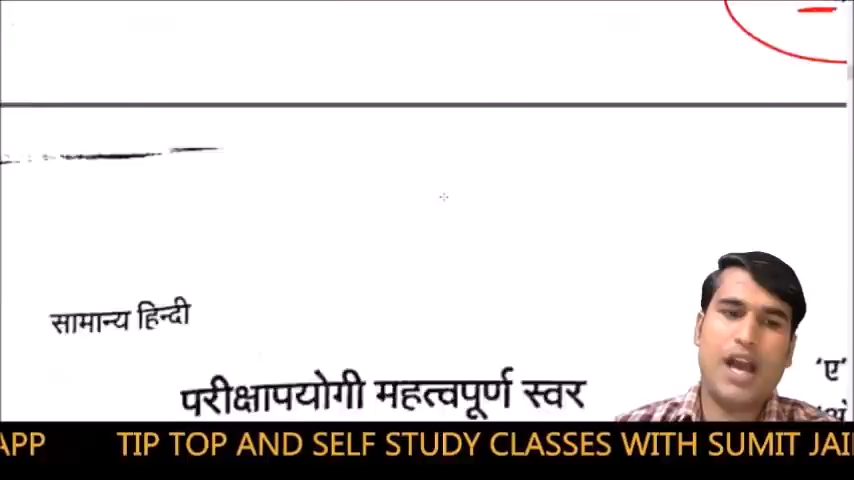 सामान्य हिन्दी
'ए'
परीक्षापयोगी महत्वपूर्ण स्वर
APP TIP TOP AND SELF STUDY CLASSES WITH SUMIT JAI